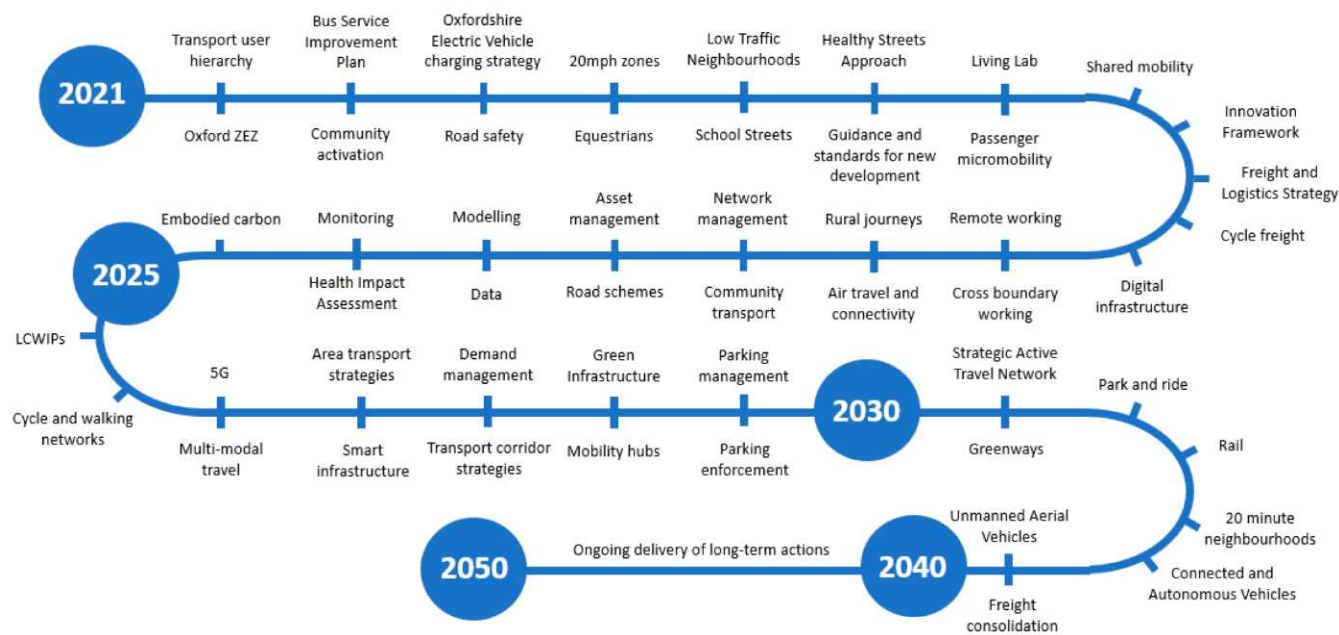 2021
Transport user
hierarchy
Oxford ZEZ
Bus Service
Improvement
Plan
Community
activation
Oxfordshire
Electric Vehicle
charging strategy
Road safety
20mph zones
Equestrians
Low Traffic
Neighbourhoods
School Streets
Healthy Streets
Approach
Guidance and
standards for new
development
Living Lab
Passenger
micromobility
Shared mobility
Innovation
Framework
Freight and
Logistics Strategy
Cycle freight
Digital
infrastructure
Remote working
Cross boundary
working
Rural journeys
Air travel and
connectivity
Network
management
Community
transport
Asset
management
Road schemes
Modelling
Data
Monitoring
Health Impact
Assessment
Embodied carbon
2025
LCWIPs
Cycle and walking
networks
5G
Multi-modal
travel
Area transport
strategies
Smart
infrastructure
Demand
management
Transport corridor
strategies
Green
Infrastructure
Mobility hubs
Parking
management
Parking
enforcement
2030
Strategic Active
Travel Network
Greenways
Park and ride
Rail
20 minute
neighbourhoods
Connected and
Autonomous Vehicles
Unmanned Aerial
Vehicles
Freight
consolidation
2040
Ongoing delivery of long-term actions
2050